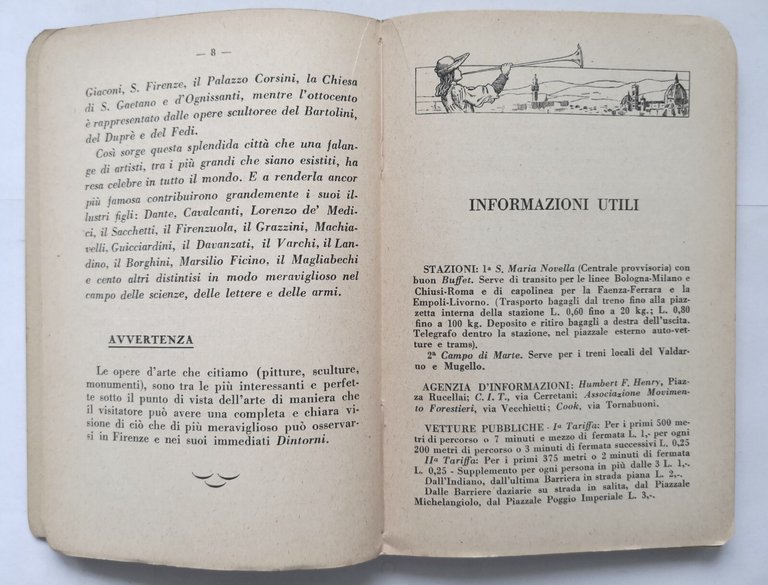 — 8 —
Giaconi, S. Firenze, il Palazzo Corsini, la Chiesa
di S. Gaetano e d'Ognissanti, mentre l'ottocento
è rappresentato dalle opere scultoree del Bartolini,
del Duprè e del Fedi.
Così sorge questa splendida città che una falan-
ge di artisti, tra i più grandi che siano esistiti, ha
resa celebre in tutto il mondo. E a renderla ancor
più famosa contribuirono grandemente i suoi il-
lustri figli: Dante, Cavalcanti, Lorenzo de' Medi-
ci, il Sacchetti, il Firenzuola, il Grazzini, Machia-
velli, Guicciardini, il Davanzati, il Varchi, il Lan-
dino, il Borghini, Marsilio Ficino, il Magliabechi
e cento altri distintisi in modo meraviglioso nel
campo delle scienze, delle lettere e delle armi.
AVVERTENZA
Le opere d'arte che citiamo (pitture, sculture,
monumenti), sono tra le più interessanti e perfet-
te sotto il punto di vista dell'arte di maniera che
il visitatore può avere una completa e chiara vi-
sione di ciò che di più meraviglioso può osservar-
si in Firenze e nei suoi immediati Dintorni.
INFORMAZIONI UTILI
STAZIONI: 1ª S. Maria Novella (Centrale provvisoria) con
buon Buffet. Serve di transito per le linee Bologna-Milano e
Chiusi-Roma e di capolinea per la Faenza-Ferrara e la
Empoli-Livorno. (Trasporto bagagli dal treno fino alla piaz-
zetta interna della stazione L. 0,60 fino a 20 kg.; L. 0,80
fino a 100 kg. Deposito e ritiro bagagli a destra dell'uscita.
Telegrafo dentro la stazione, nel piazzale esterno auto-vet-
ture e trams).
2ª Campo di Marte. Serve per i treni locali del Valdar-
no e Mugello.
AGENZIA D'INFORMAZIONI: Humbert F. Henry, Piaz-
za Rucellai; C. I. T., via Cerretani; Associazione Movimen-
to Forestieri, via Vecchietti; Cook, via Tornabuoni.
VETTURE PUBBLICHE - Iª Tariffa: Per i primi 500 me-
tri di percorso o 7 minuti e mezzo di fermata L. 1,- per ogni
200 metri di percorso o 3 minuti di fermata successivi L. 0,25
IIª Tariffa: Per i primi 375 metri o 2 minuti di fermata
L. 0,25 - Supplemento per ogni persona in più dalle 3 L. 1,-.
Dall'Indiano, dall'ultima Barriera in strada piana L. 2,-.
Dalle Barriere daziarie su strada in salita, dal Piazzale
Michelangiolo, dal Piazzale Poggio Imperiale L. 3,-.